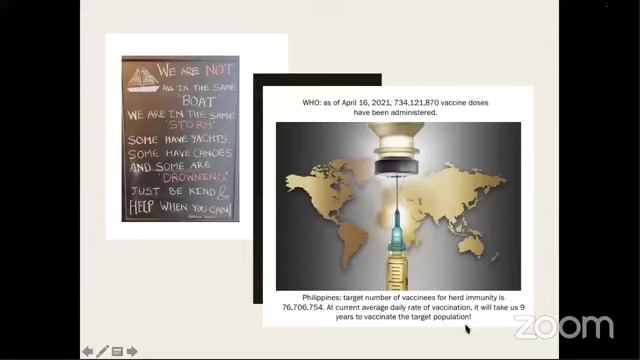 WE ARE NOT
ALL IN THE SAME
'BOAT'
WE ARE IN THE SAME
'STORM'
SOME HAVE YACHTS
SOME HAVE CANOES
AND SOME ARE
'DROWNING'
JUST BE KIND &
HELP WHEN YOU CAN!
WHO: as of April 16, 2021, 734,121,870 vaccine doses
have been administered.
Philippines: target number of vaccinees for herd immunity is
76,706,754. At current average daily rate of vaccination, it will take us 9
years to vaccinate the target population!
zoom